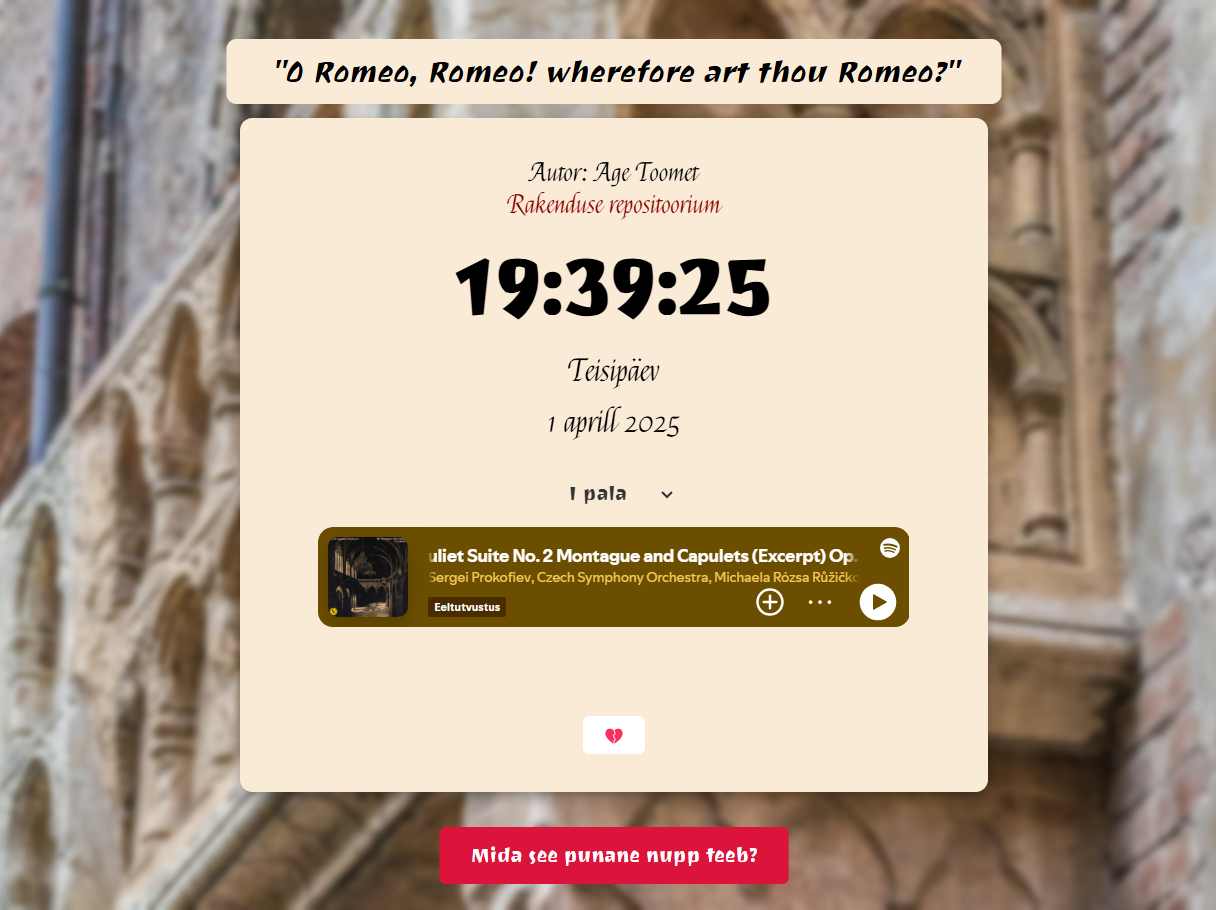 "O Romeo, Romeo! wherefore art thou Romeo?"
Autor: Age Toomet
Rakenduse repositoorium
19:39:25
Teisipäev
1 aprill 2025
1 pala
uliet Suite No. 2 Montague and Capulets (Excerpt) Op.
Sergei Prokofiev, Czech Symphony Orchestra, Michaela Rózsa Růžičko
Eeltutvustus
Mida see punane nupp teeb?